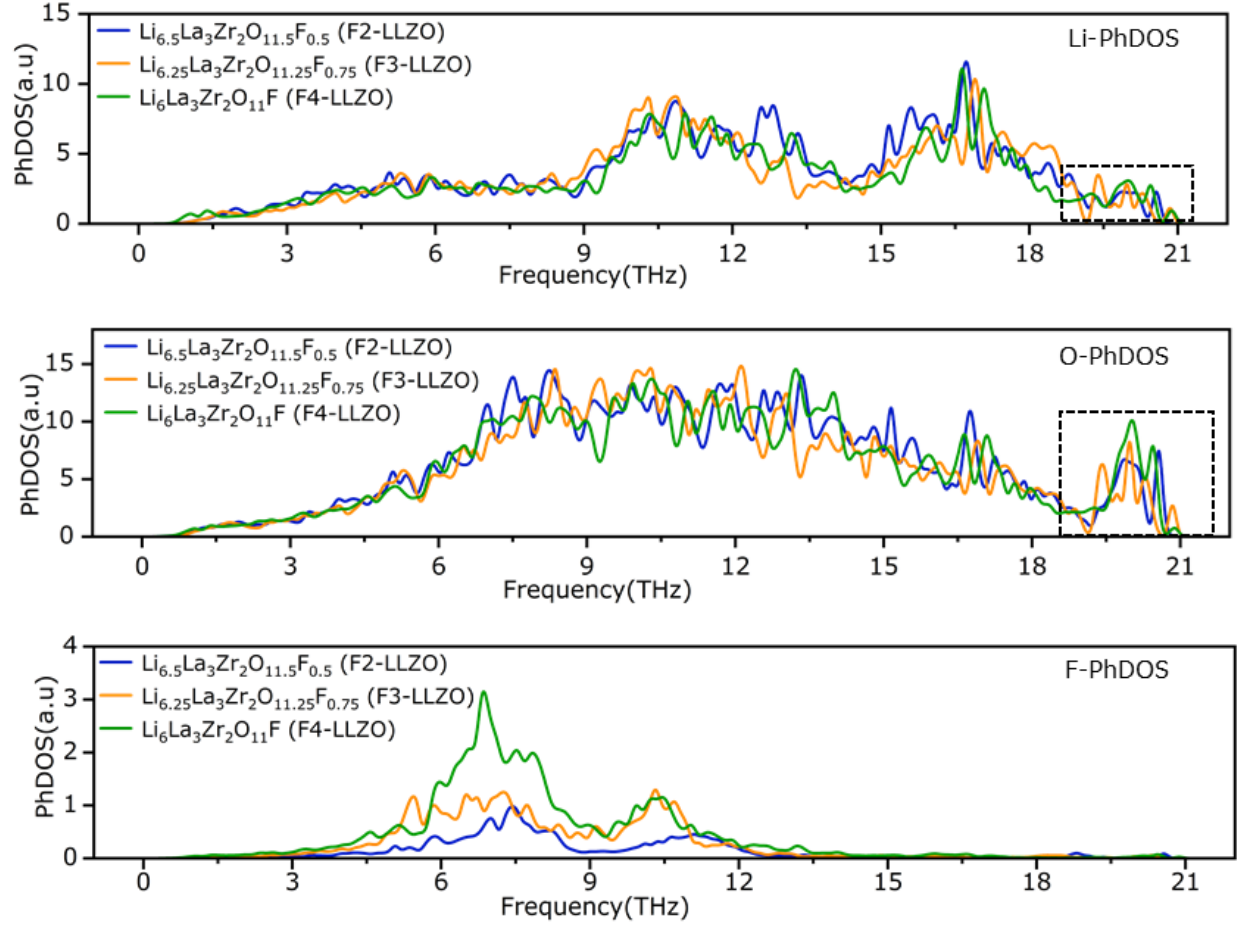 15
10
5
0
PhDOS(a.u)
Li₆.₅La₃Zr₂O₁₁.₅F₀.₅ (F2-LLZO)
Li₆.₂₅La₃Zr₂O₁₁.₂₅F₀.₇₅ (F3-LLZO)
Li₆La₃Zr₂O₁₁F (F4-LLZO)
Li-PhDOS
0 3 6 9 12 15 18 21
Frequency(THz)
15
10
5
0
PhDOS(a.u)
Li₆.₅La₃Zr₂O₁₁.₅F₀.₅ (F2-LLZO)
Li₆.₂₅La₃Zr₂O₁₁.₂₅F₀.₇₅ (F3-LLZO)
Li₆La₃Zr₂O₁₁F (F4-LLZO)
O-PhDOS
0 3 6 9 12 15 18 21
Frequency(THz)
4
3
2
1
0
PhDOS(a.u)
Li₆.₅La₃Zr₂O₁₁.₅F₀.₅ (F2-LLZO)
Li₆.₂₅La₃Zr₂O₁₁.₂₅F₀.₇₅ (F3-LLZO)
Li₆La₃Zr₂O₁₁F (F4-LLZO)
F-PhDOS
0 3 6 9 12 15 18 21
Frequency(THz)